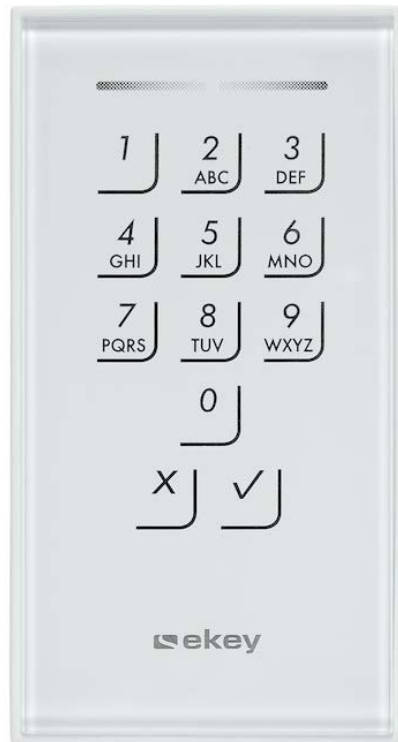 1 2 3
ABC DEF
4 5 6
GHI JKL MNO
7 8 9
PQRS TUV WXYZ
0
X ✓
ekey